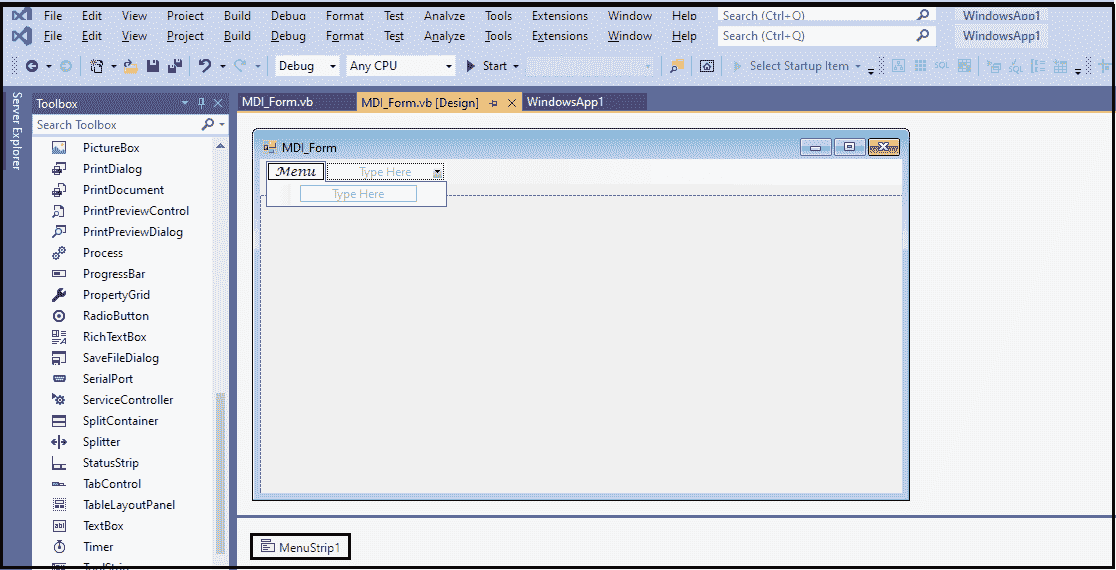 File Edit View Project Build Debug Format Test Analyze Tools Extensions Window Help Search (Ctrl+Q) WindowsApp1
File Edit View Project Build Debug Format Test Analyze Tools Extensions Window Help Search (Ctrl+Q) WindowsApp1
Debug Any CPU Start Select Startup Item SQL SQL
Server Explorer
Toolbox
MDI_Form.vb MDI_Form.vb [Design] WindowsApp1
Search Toolbox
PictureBox
PrintDialog
PrintDocument
PrintPreviewControl
PrintPreviewDialog
Process
ProgressBar
PropertyGrid
RadioButton
RichTextBox
SaveFileDialog
SerialPort
ServiceController
SplitContainer
Splitter
StatusStrip
TabControl
TableLayoutPanel
TextBox
Timer
ToolStrip
MDI_Form
Menu Type Here
Type Here
MenuStrip1